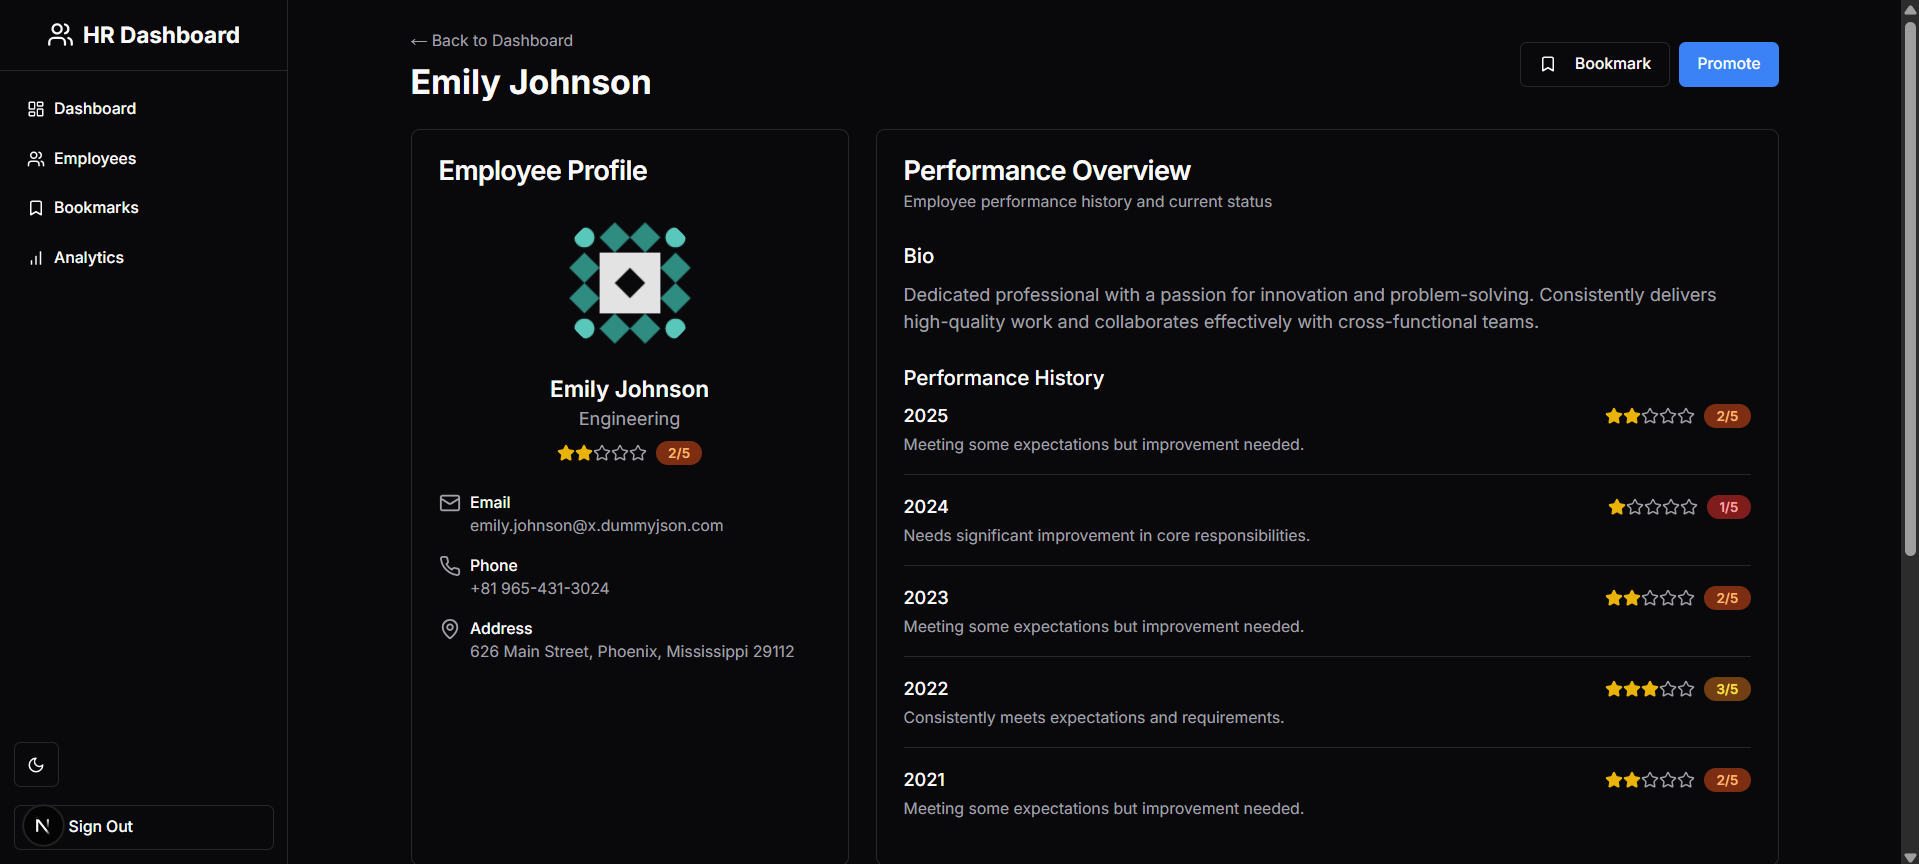 HR Dashboard
Dashboard
Employees
Bookmarks
Analytics
N Sign Out
← Back to Dashboard
Emily Johnson
Bookmark
Promote
Employee Profile
Emily Johnson
Engineering
2/5
Email
emily.johnson@x.dummyjson.com
Phone
+81 965-431-3024
Address
626 Main Street, Phoenix, Mississippi 29112
Performance Overview
Employee performance history and current status
Bio
Dedicated professional with a passion for innovation and problem-solving. Consistently delivers
high-quality work and collaborates effectively with cross-functional teams.
Performance History
2025 2/5
Meeting some expectations but improvement needed.
2024 1/5
Needs significant improvement in core responsibilities.
2023 2/5
Meeting some expectations but improvement needed.
2022 3/5
Consistently meets expectations and requirements.
2021 2/5
Meeting some expectations but improvement needed.